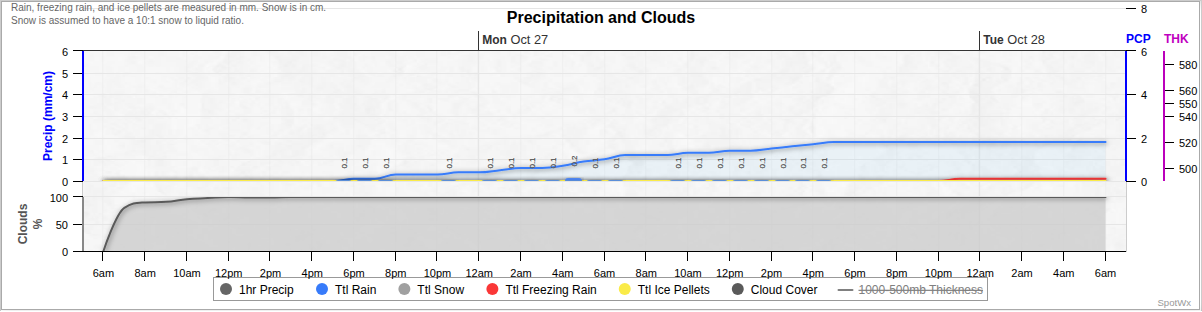 Rain, freezing rain, and ice pellets are measured in mm. Snow is in cm.
Snow is assumed to have a 10:1 snow to liquid ratio.
Precipitation and Clouds
8
Mon Oct 27
Tue Oct 28
PCP THK
Precip (mm/cm)
6
5
4
3
2
1
0
0.1 0.1 0.1 0.1 0.1 0.1 0.1 0.1 0.2 0.1 0.1 0.1 0.1 0.1 0.1 0.1 0.1 0.1 0.1
6
4
2
0
580
560
550
540
520
500
Clouds
%
100
50
0
6am 8am 10am 12pm 2pm 4pm 6pm 8pm 10pm 12am 2am 4am 6am 8am 10am 12pm 2pm 4pm 6pm 8pm 10pm 12am 2am 4am 6am
1hr Precip Ttl Rain Ttl Snow Ttl Freezing Rain Ttl Ice Pellets Cloud Cover 1000-500mb Thickness
SpotWx